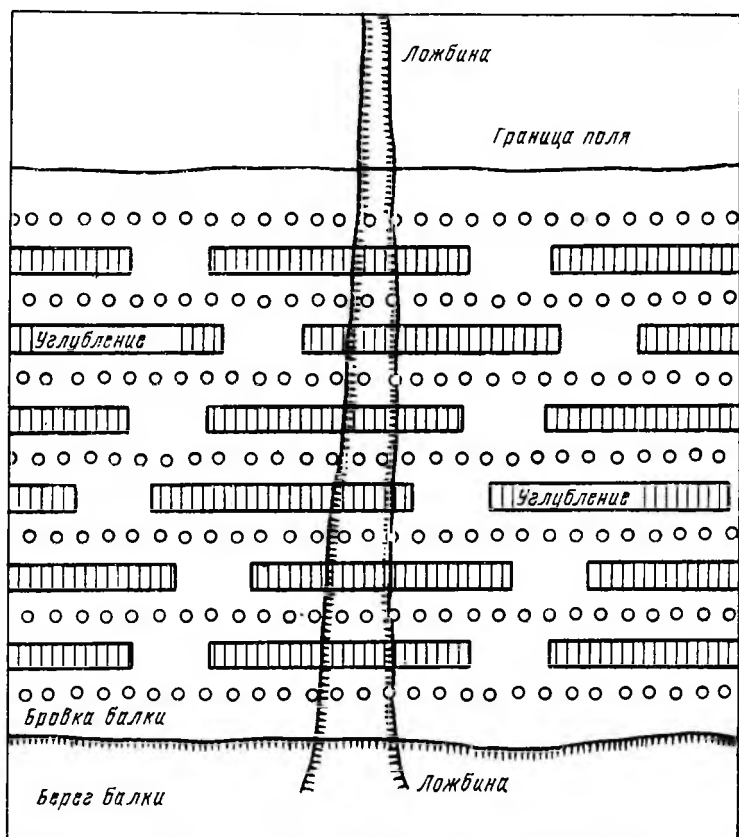 Ложбина
Граница поля
Углубление
Углубление
Бровка балки
Ложбина
Берег балки